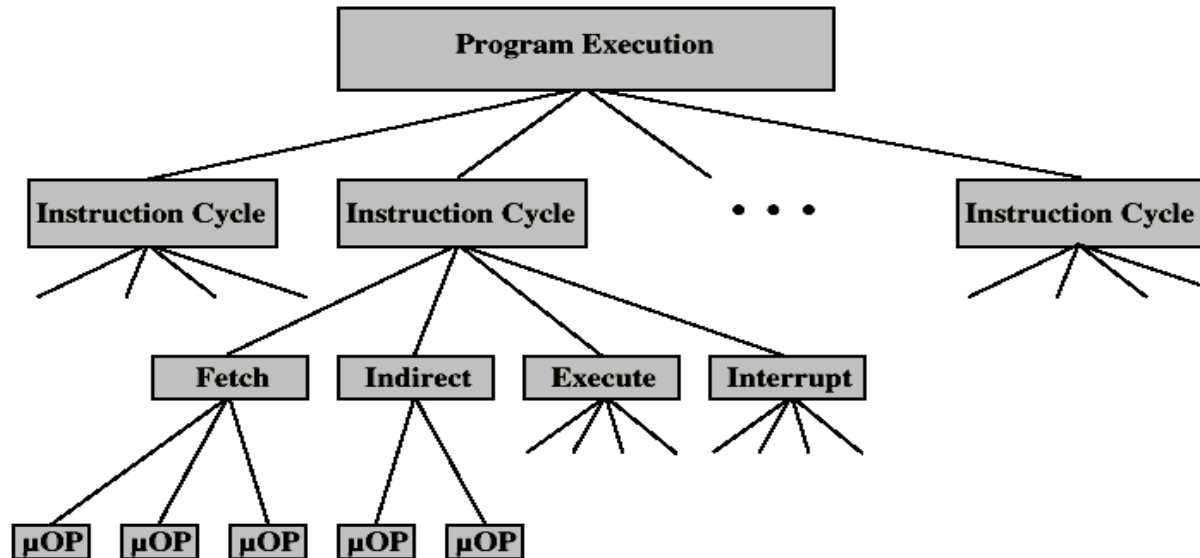 Program Execution
Instruction Cycle
Instruction Cycle
• • •
Instruction Cycle
Fetch
Indirect
Execute
Interrupt
µOP
µOP
µOP
µOP
µOP